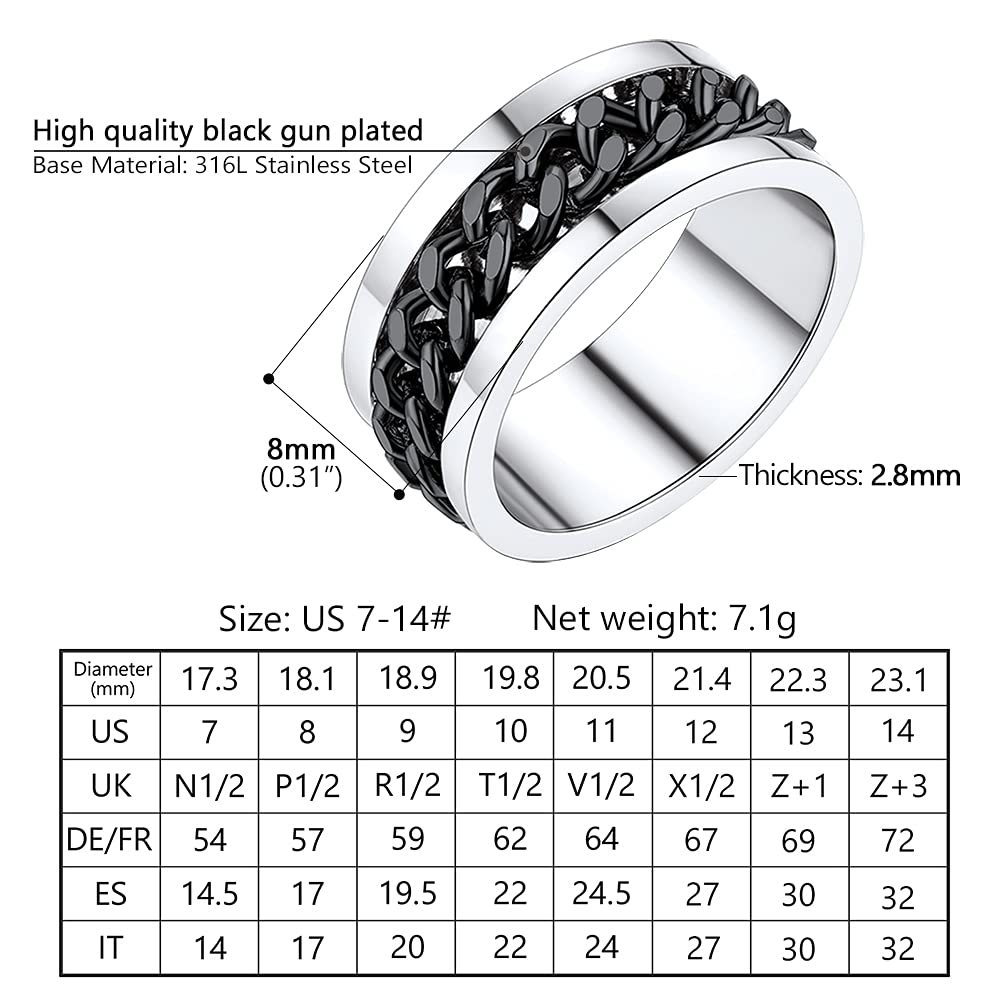 High quality black gun plated
Base Material: 316L Stainless Steel
8mm
(0.31”)
Thickness: 2.8mm
Size: US 7-14# Net weight: 7.1g
Diameter (mm) 17.3 18.1 18.9 19.8 20.5 21.4 22.3 23.1
US 7 8 9 10 11 12 13 14
UK N1/2 P1/2 R1/2 T1/2 V1/2 X1/2 Z+1 Z+3
DE/FR 54 57 59 62 64 67 69 72
ES 14.5 17 19.5 22 24.5 27 30 32
IT 14 17 20 22 24 27 30 32